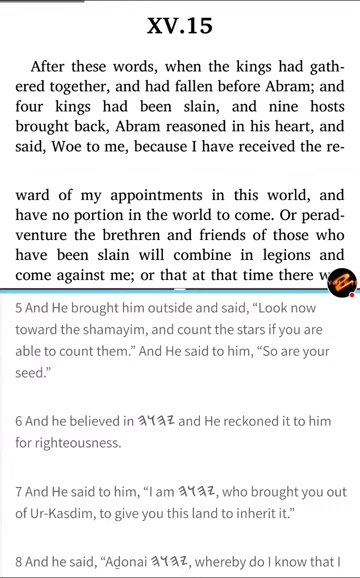 XV.15
After these words, when the kings had gath-
ered together, and had fallen before Abram; and
four kings had been slain, and nine hosts
brought back, Abram reasoned in his heart, and
said, Woe to me, because I have received the re-
ward of my appointments in this world, and
have no portion in the world to come. Or perad-
venture the brethren and friends of those who
have been slain will combine in legions and
come against me; or that at that time there
5 And He brought him outside and said, “Look now
toward the shamayim, and count the stars if you are
able to count them.” And He said to him, “So are your
seed.”
6 And he believed in 𐤉𐤄𐤅𐤄 and He reckoned it to him
for righteousness.
7 And He said to him, “I am 𐤉𐤄𐤅𐤄, who brought you out
of Ur-Kasdim, to give you this land to inherit it.”
8 And he said, “Aḏonai 𐤉𐤄𐤅𐤄, whereby do I know that I